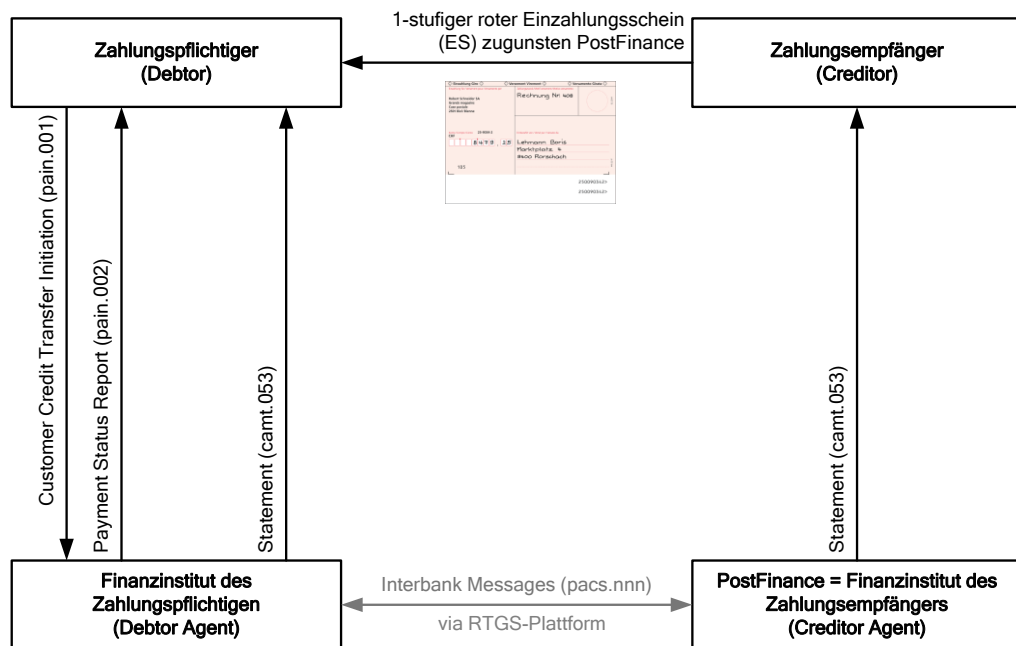 1-stufiger roter Einzahlungsschein
(ES) zugunsten PostFinance
Zahlungspflichtiger
(Debtor)
Zahlungsempfänger
(Creditor)
Rechnung Nr. 408
Lehmann Boris
Marktplatz 4
9400 Rorschach
105
Customer Credit Transfer Initiation (pain.001)
Payment Status Report (pain.002)
Statement (camt.053)
Statement (camt.053)
Finanzinstitut des
Zahlungspflichtigen
(Debtor Agent)
Interbank Messages (pacs.nnn)
via RTGS-Plattform
PostFinance = Finanzinstitut des
Zahlungsempfängers
(Creditor Agent)